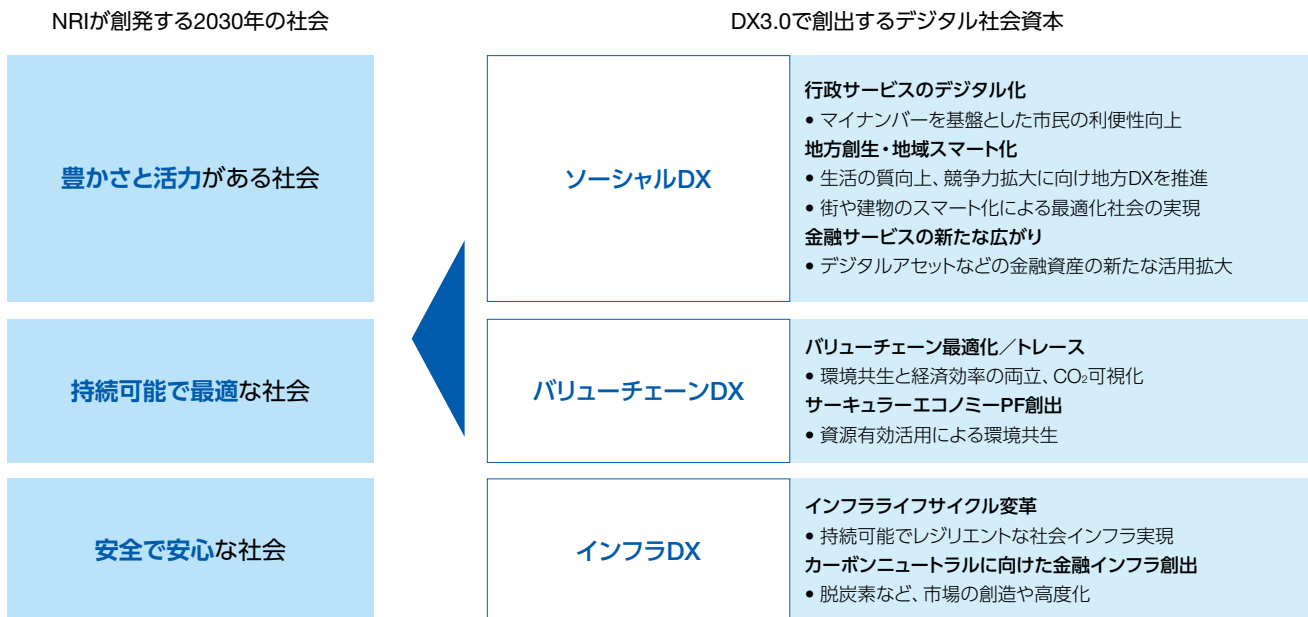 NRIが創発する2030年の社会
DX3.0で創出するデジタル社会資本
豊かさと活力がある社会
ソーシャルDX
行政サービスのデジタル化
• マイナンバーを基盤とした市民の利便性向上
地方創生・地域スマート化
• 生活の質向上、競争力拡大に向け地方DXを推進
• 街や建物のスマート化による最適化社会の実現
金融サービスの新たな広がり
• デジタルアセットなどの金融資産の新たな活用拡大
持続可能で最適な社会
バリューチェーンDX
バリューチェーン最適化／トレース
• 環境共生と経済効率の両立、CO₂可視化
サーキュラーエコノミーPF創出
• 資源有効活用による環境共生
安全で安心な社会
インフラDX
インフラライフサイクル変革
• 持続可能でレジリエントな社会インフラ実現
カーボンニュートラルに向けた金融インフラ創出
• 脱炭素など、市場の創造や高度化